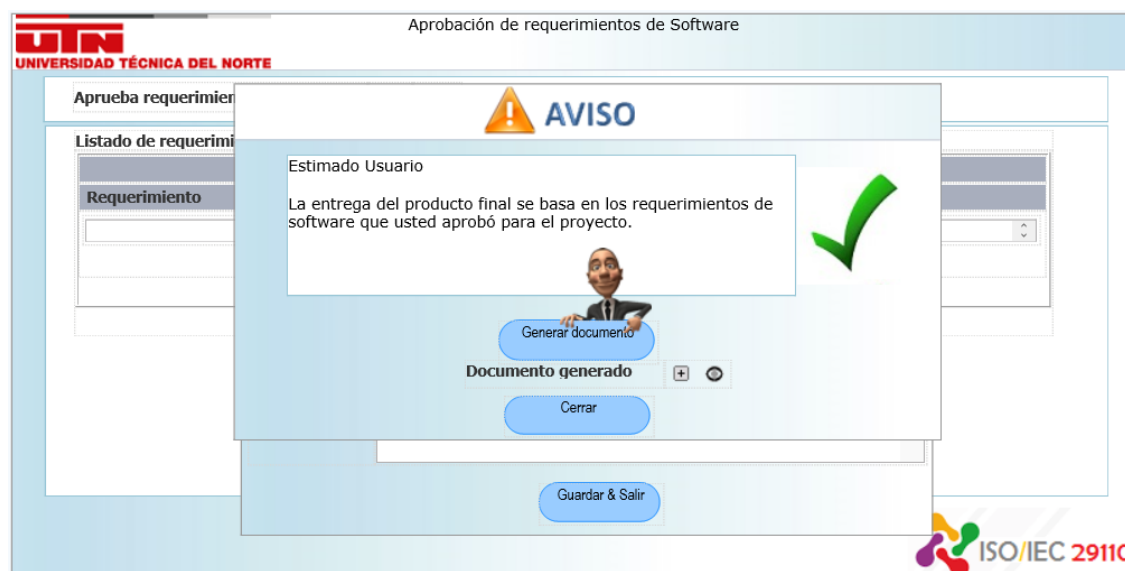 Aprobación de requerimientos de Software
UTN
UNIVERSIDAD TÉCNICA DEL NORTE
Aprueba requerimien
AVISO
Listado de requerimi
Estimado Usuario
Requerimiento
La entrega del producto final se basa en los requerimientos de
software que usted aprobó para el proyecto.
Generar documento
Documento generado
Cerrar
Guardar & Salir
ISO/IEC 29110